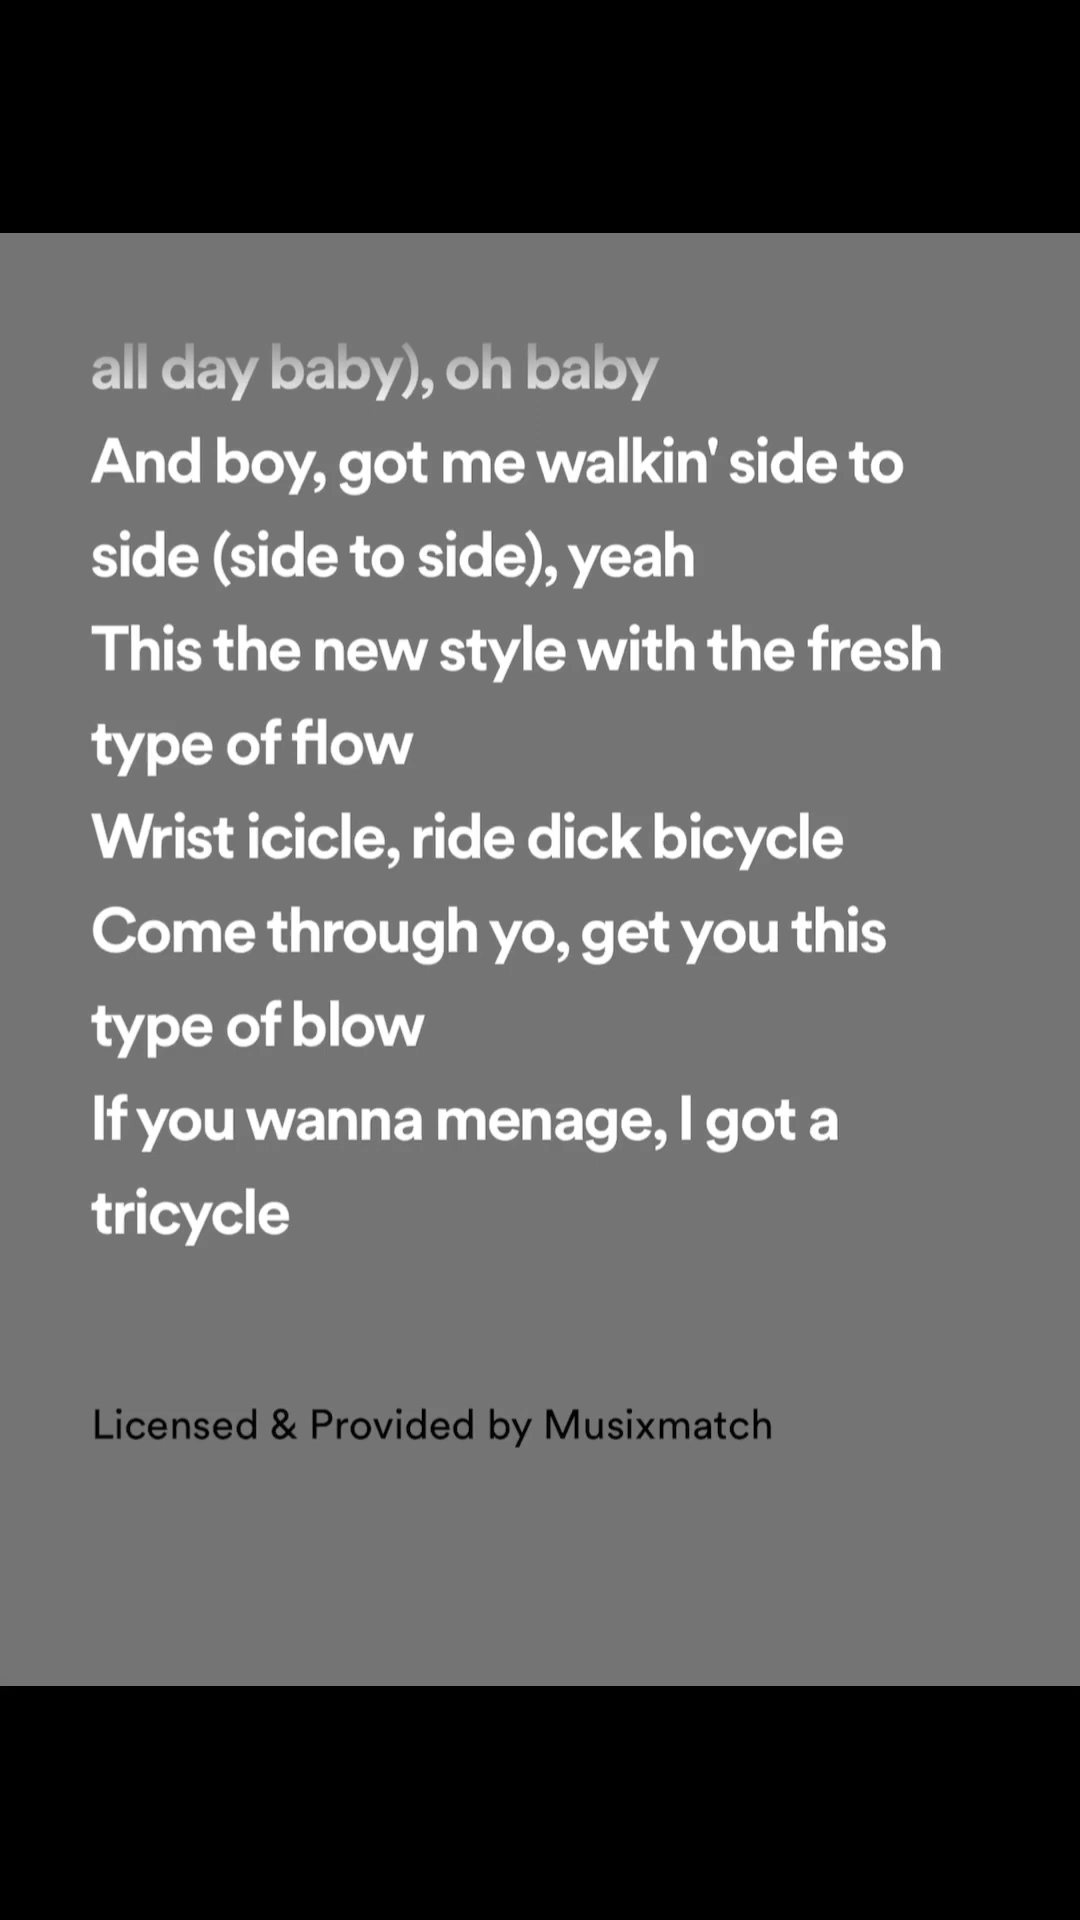 all day baby), oh baby
And boy, got me walkin' side to
side (side to side), yeah
This the new style with the fresh
type of flow
Wrist icicle, ride dick bicycle
Come through yo, get you this
type of blow
If you wanna menage, I got a
tricycle
Licensed & Provided by Musixmatch